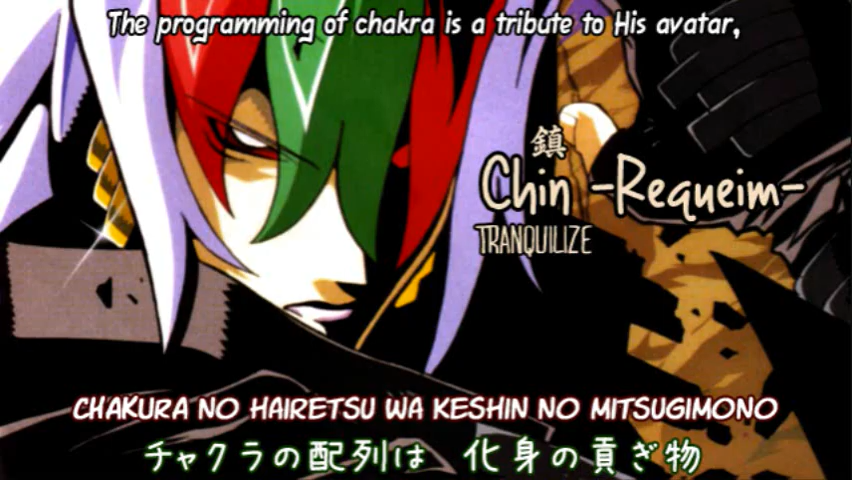 The programming of chakra is a tribute to His avatar,
鎮
Chin -Requeim-
TRANQUILIZE
CHAKURA NO HAIRETSU WA KESHIN NO MITSUGIMONO
チャクラの配列は 化身の貢ぎ物